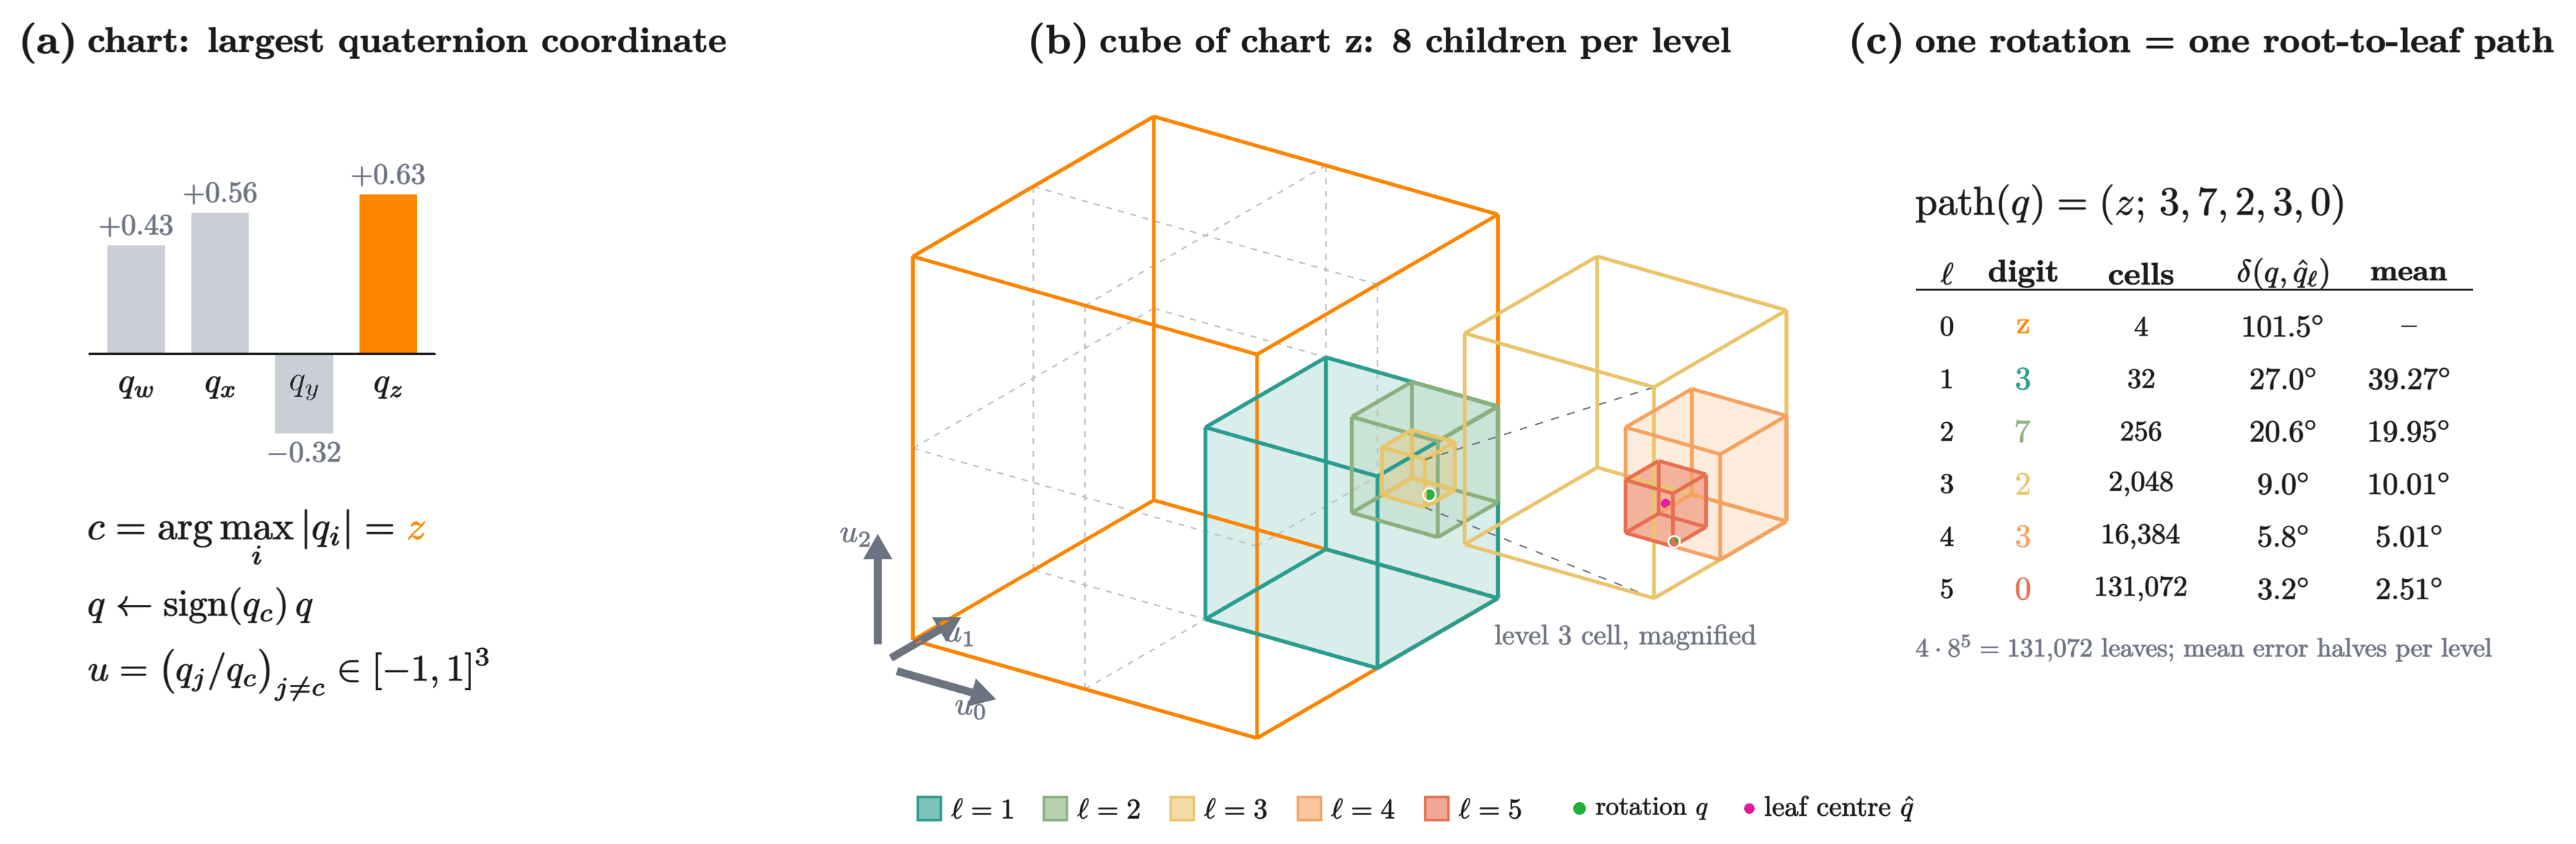 (a) chart: largest quaternion coordinate
+0.43
+0.56
+0.63
q_w
q_x
q_y
q_z
−0.32
c = arg max_i |q_i| = z
q ← sign(q_c) q
u = (q_j/q_c)_{j≠c} ∈ [−1, 1]³
(b) cube of chart z: 8 children per level
u₂
u₁
u₀
level 3 cell, magnified
ℓ = 1 ℓ = 2 ℓ = 3 ℓ = 4 ℓ = 5 rotation q leaf centre q̂
(c) one rotation = one root-to-leaf path
path(q) = (z; 3, 7, 2, 3, 0)
ℓ digit cells δ(q, q̂_ℓ) mean
0 z 4 101.5° –
1 3 32 27.0° 39.27°
2 7 256 20.6° 19.95°
3 2 2,048 9.0° 10.01°
4 3 16,384 5.8° 5.01°
5 0 131,072 3.2° 2.51°
4 · 8⁵ = 131,072 leaves; mean error halves per level